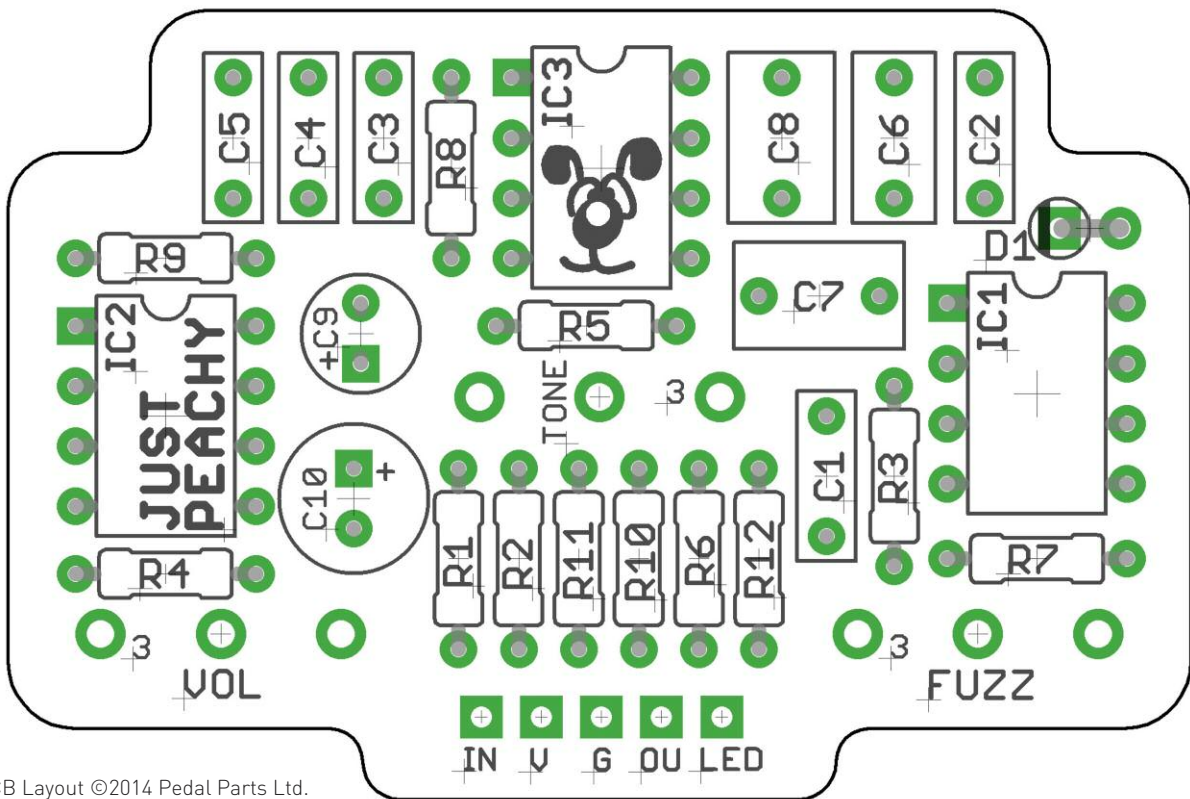 C5
C4
C3
R8
IC3
C8
C6
C2
R9
D1
IC2
JUST
PEACHY
+C9
R5
C7
IC1
TONE
3
C10
+
R1
R2
R11
R10
R6
R12
C1
R3
R4
R7
3
VOL
3
FUZZ
IN V G OU LED
B Layout ©2014 Pedal Parts Ltd.